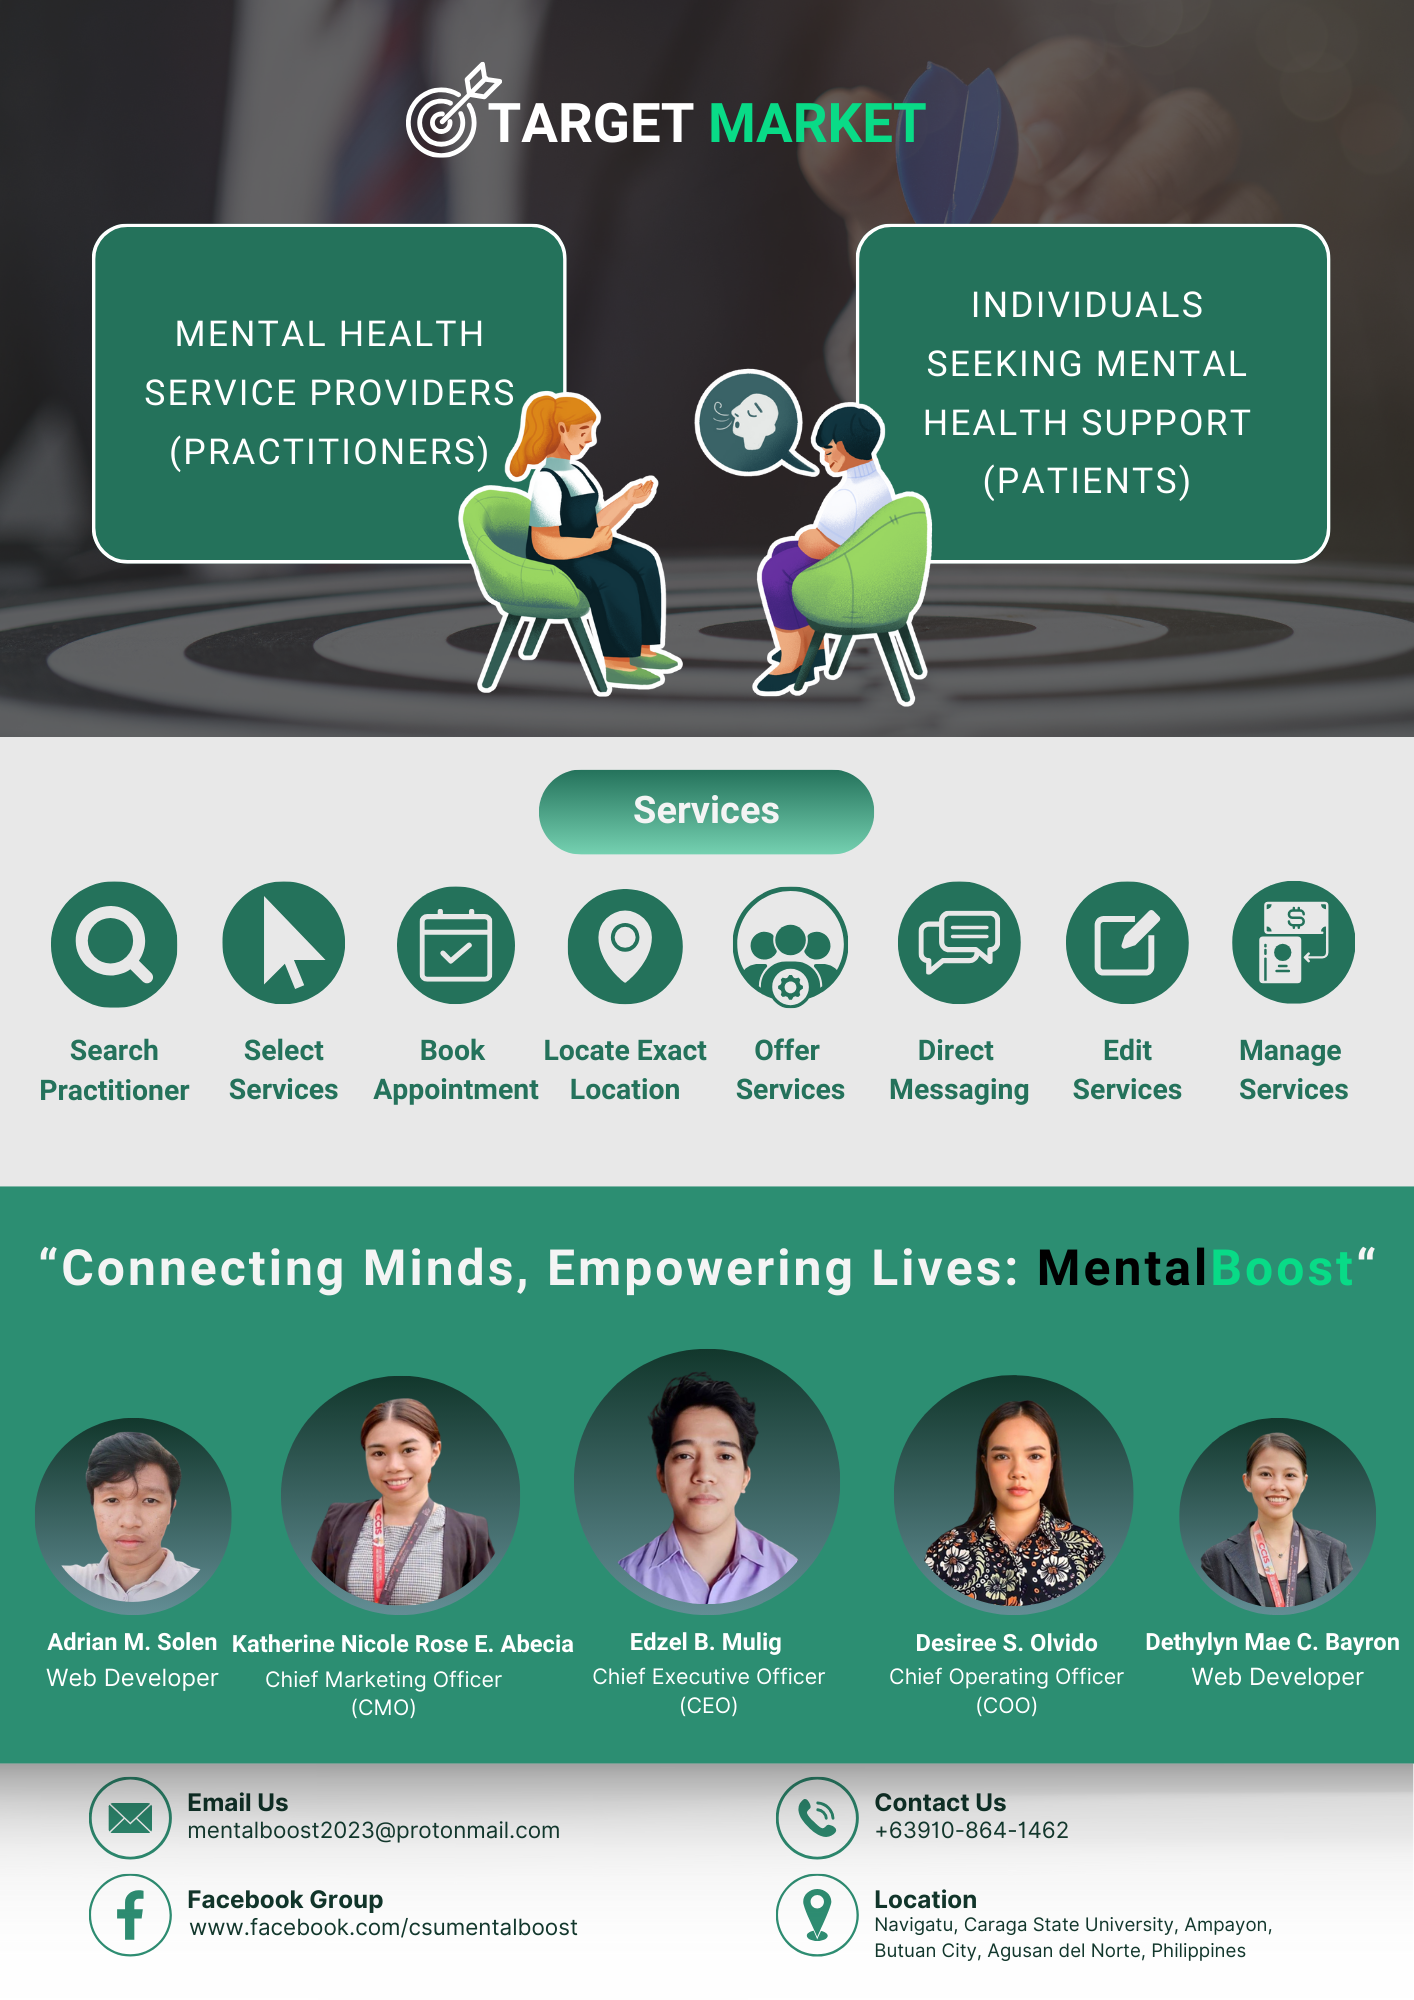 TARGET MARKET
MENTAL HEALTH
SERVICE PROVIDERS
(PRACTITIONERS)
INDIVIDUALS
SEEKING MENTAL
HEALTH SUPPORT
(PATIENTS)
Services
Search
Practitioner
Select
Services
Book
Appointment
Locate Exact
Location
Offer
Services
Direct
Messaging
Edit
Services
Manage
Services
“Connecting Minds, Empowering Lives: MentalBoost“
Adrian M. Solen
Web Developer
Katherine Nicole Rose E. Abecia
Chief Marketing Officer
(CMO)
Edzel B. Mulig
Chief Executive Officer
(CEO)
Desiree S. Olvido
Chief Operating Officer
(COO)
Dethylyn Mae C. Bayron
Web Developer
Email Us
mentalboost2023@protonmail.com
Contact Us
+63910-864-1462
Facebook Group
www.facebook.com/csumentalboost
Location
Navigatu, Caraga State University, Ampayon,
Butuan City, Agusan del Norte, Philippines